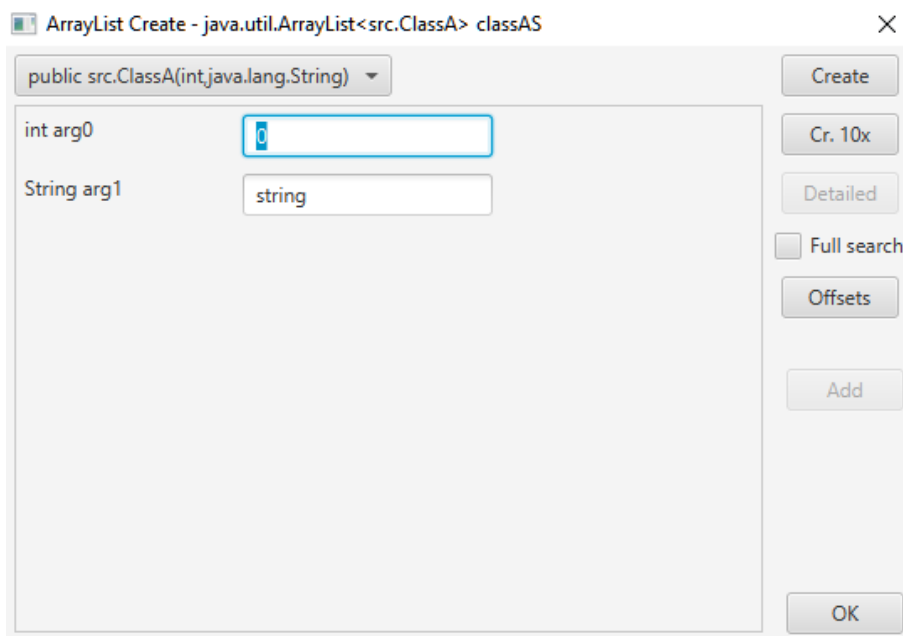 ArrayList Create - java.util.ArrayList<src.ClassA> classAS
public src.ClassA(int,java.lang.String)
Create
int arg0
0
Cr. 10x
String arg1
string
Detailed
Full search
Offsets
Add
OK